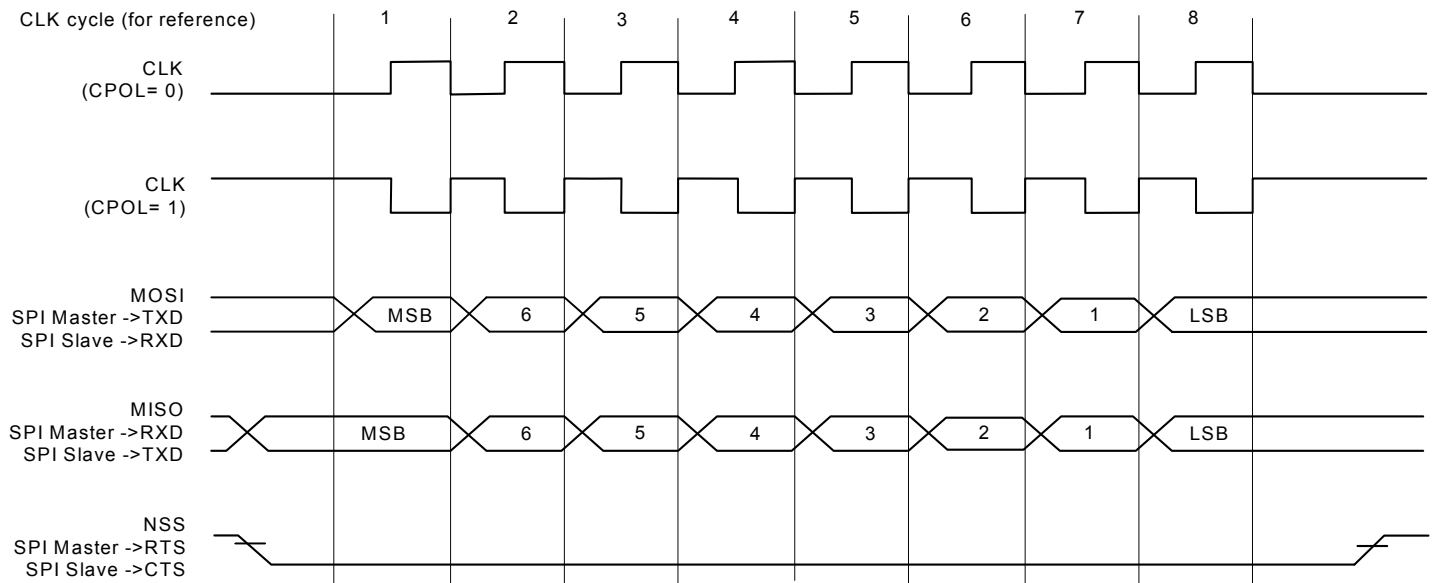 CLK cycle (for reference) 1 2 3 4 5 6 7 8
CLK
(CPOL= 0)
CLK
(CPOL= 1)
MOSI
SPI Master ->TXD
SPI Slave ->RXD
MSB 6 5 4 3 2 1 LSB
MISO
SPI Master ->RXD
SPI Slave ->TXD
MSB 6 5 4 3 2 1 LSB
NSS
SPI Master ->RTS
SPI Slave ->CTS